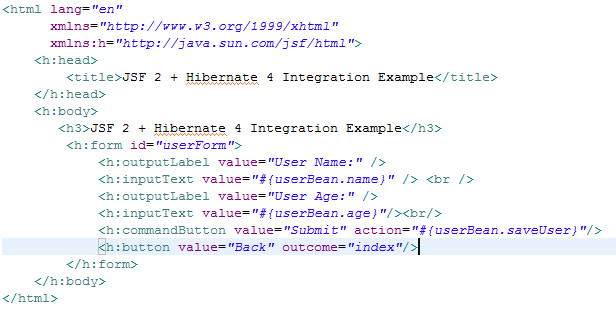 <html lang="en"
xmlns="http://www.w3.org/1999/xhtml"
xmlns:h="http://java.sun.com/jsf/html">
<h:head>
<title>JSF 2 + Hibernate 4 Integration Example</title>
</h:head>
<h:body>
<h3>JSF 2 + Hibernate 4 Integration Example</h3>
<h:form id="userForm">
<h:outputLabel value="User Name:" />
<h:inputText value="#{userBean.name}" /> <br />
<h:outputLabel value="User Age:" />
<h:inputText value="#{userBean.age}"/><br/>
<h:commandButton value="Submit" action="#{userBean.saveUser}"/>
<h:button value="Back" outcome="index"/>
</h:form>
</h:body>
</html>